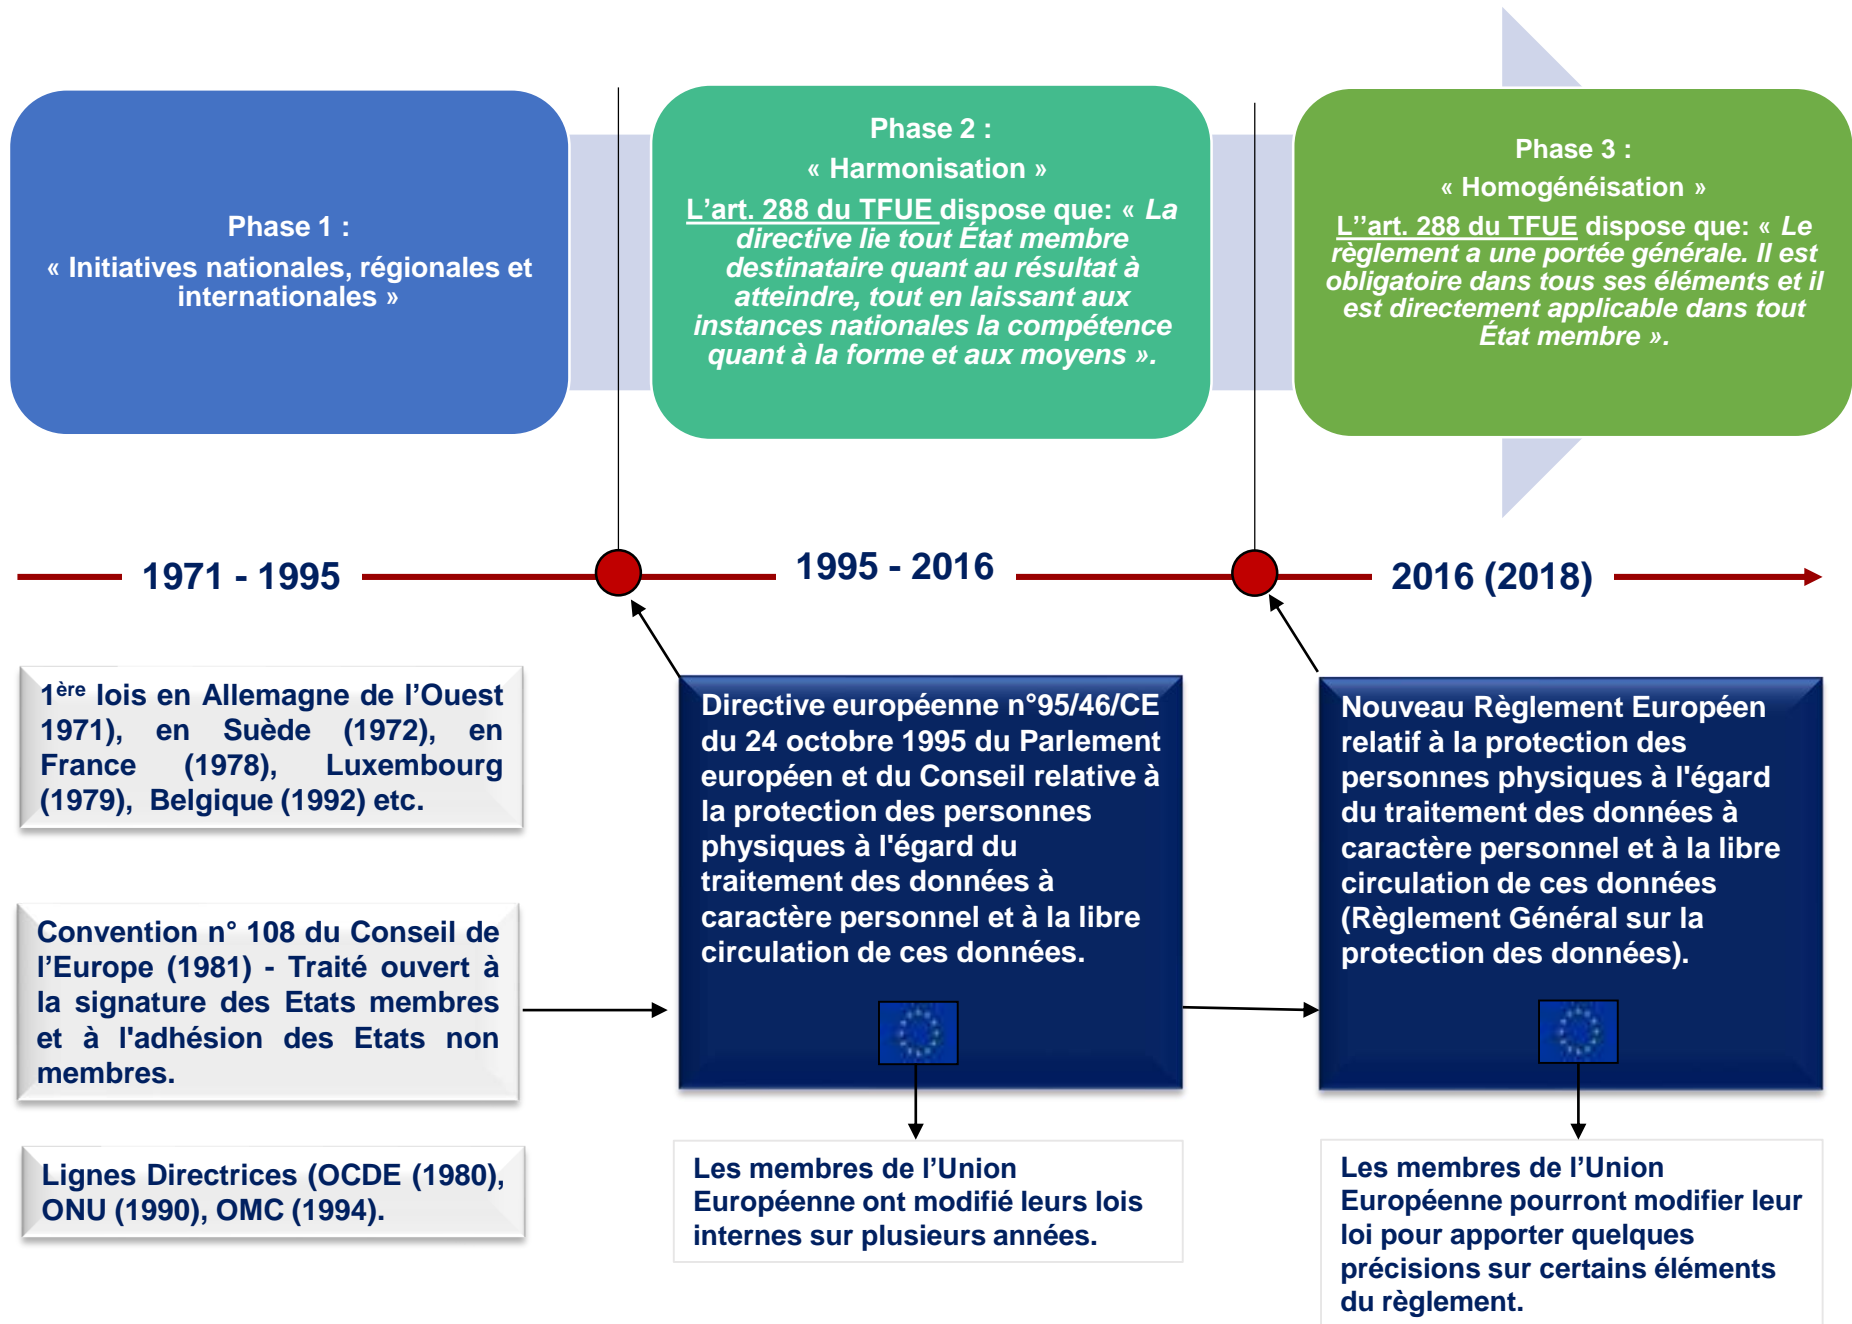 Phase 1 :
« Initiatives nationales, régionales et
internationales »
Phase 2 :
« Harmonisation »
L’art. 288 du TFUE dispose que: « La
directive lie tout État membre
destinataire quant au résultat à
atteindre, tout en laissant aux
instances nationales la compétence
quant à la forme et aux moyens ».
Phase 3 :
« Homogénéisation »
L’’art. 288 du TFUE dispose que: « Le
règlement a une portée générale. Il est
obligatoire dans tous ses éléments et il
est directement applicable dans tout
État membre ».
1971 - 1995
1995 - 2016
2016 (2018)
1ère lois en Allemagne de l’Ouest
1971), en Suède (1972), en
France (1978), Luxembourg
(1979), Belgique (1992) etc.
Convention n° 108 du Conseil de
l’Europe (1981) - Traité ouvert à
la signature des Etats membres
et à l'adhésion des Etats non
membres.
Lignes Directrices (OCDE (1980),
ONU (1990), OMC (1994).
Directive européenne n°95/46/CE
du 24 octobre 1995 du Parlement
européen et du Conseil relative à
la protection des personnes
physiques à l'égard du
traitement des données à
caractère personnel et à la libre
circulation de ces données.
Les membres de l’Union
Européenne ont modifié leurs lois
internes sur plusieurs années.
Nouveau Règlement Européen
relatif à la protection des
personnes physiques à l'égard
du traitement des données à
caractère personnel et à la libre
circulation de ces données
(Règlement Général sur la
protection des données).
Les membres de l’Union
Européenne pourront modifier leur
loi pour apporter quelques
précisions sur certains éléments
du règlement.